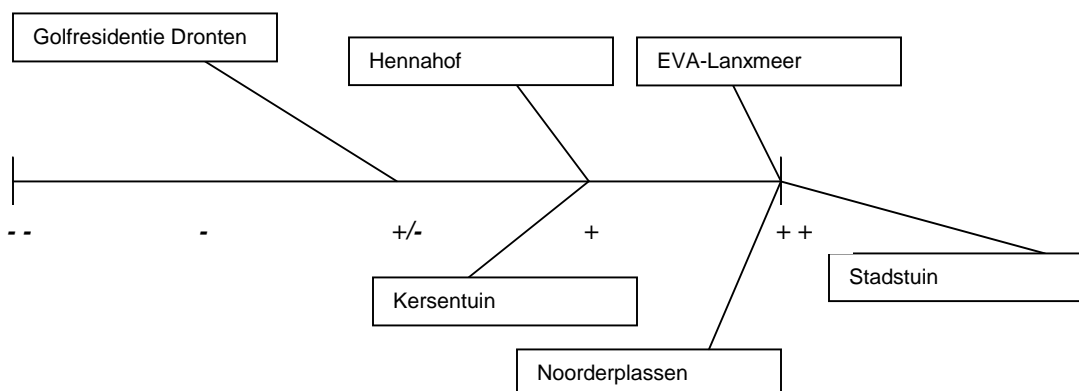 Golfresidentie Dronten
Hennahof
EVA-Lanxmeer
- - - +/- + + +
Kersentuin
Stadstuin
Noorderplassen